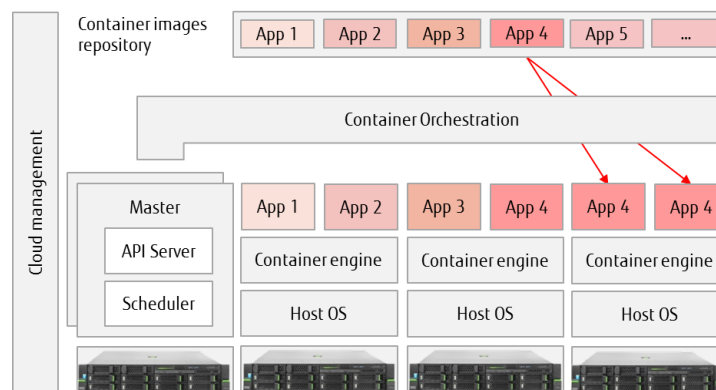 Container images
repository
App 1
App 2
App 3
App 4
App 5
...
Container Orchestration
Cloud management
Master
API Server
Scheduler
App 1
App 2
App 3
App 4
App 4
App 4
Container engine
Container engine
Container engine
Host OS
Host OS
Host OS